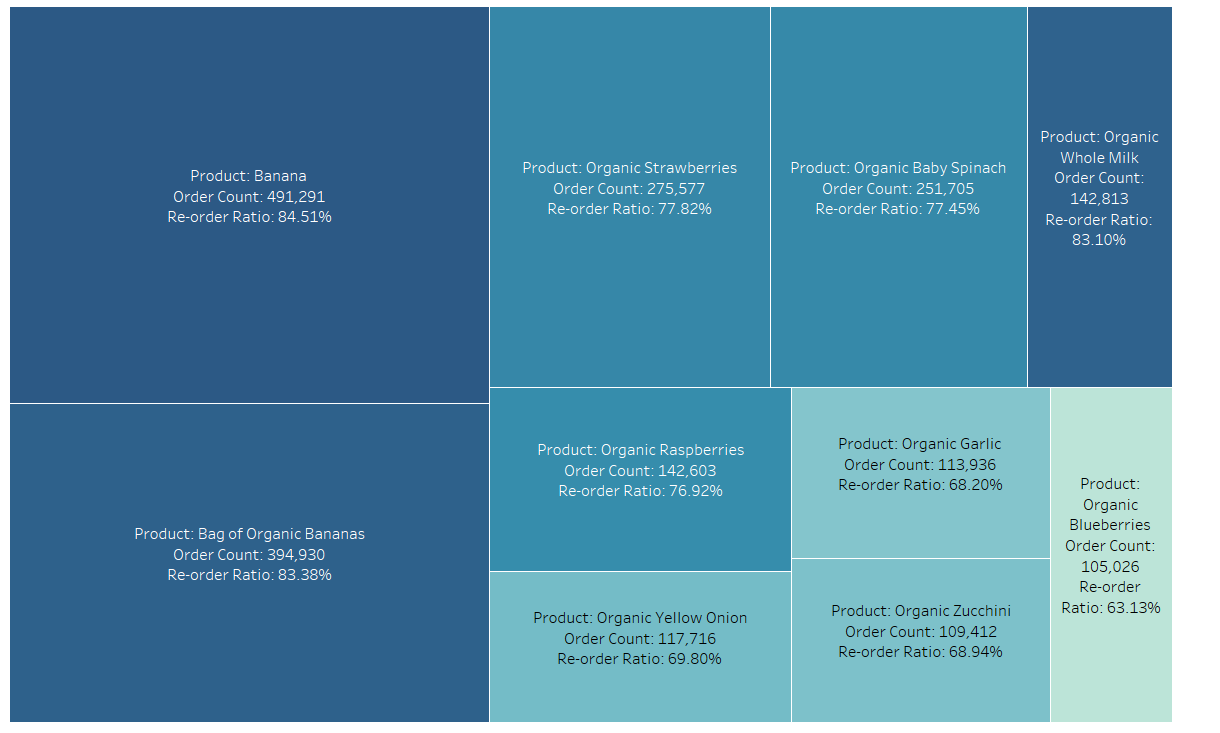 Product: Banana
Order Count: 491,291
Re-order Ratio: 84.51%
Product: Organic Strawberries
Order Count: 275,577
Re-order Ratio: 77.82%
Product: Organic Baby Spinach
Order Count: 251,705
Re-order Ratio: 77.45%
Product: Organic
Whole Milk
Order Count:
142,813
Re-order Ratio:
83.10%
Product: Bag of Organic Bananas
Order Count: 394,930
Re-order Ratio: 83.38%
Product: Organic Raspberries
Order Count: 142,603
Re-order Ratio: 76.92%
Product: Organic Garlic
Order Count: 113,936
Re-order Ratio: 68.20%
Product:
Organic
Blueberries
Order Count:
105,026
Re-order
Ratio: 63.13%
Product: Organic Yellow Onion
Order Count: 117,716
Re-order Ratio: 69.80%
Product: Organic Zucchini
Order Count: 109,412
Re-order Ratio: 68.94%